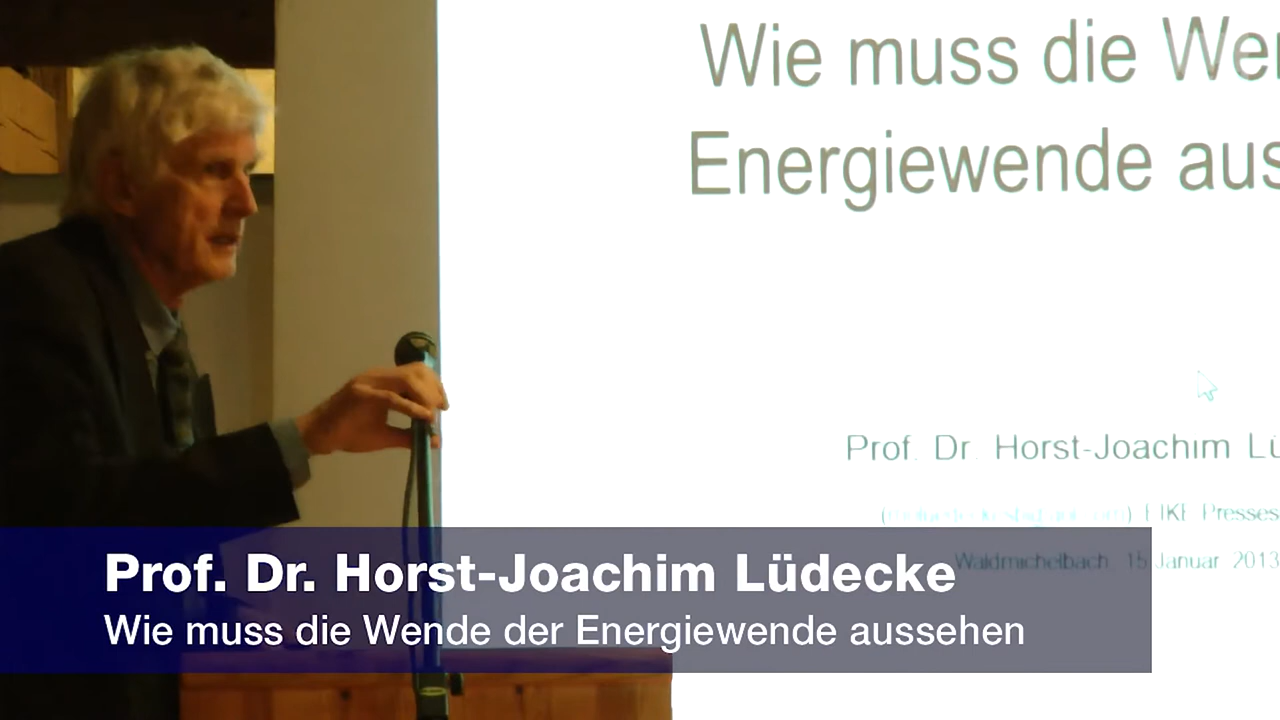 Wie muss die We
Energiewende aus
Prof. Dr. Horst-Joachim Lü
EIKE Presses
Waldmichelbach, 15 Januar 2013
Prof. Dr. Horst-Joachim Lüdecke
Wie muss die Wende der Energiewende aussehen